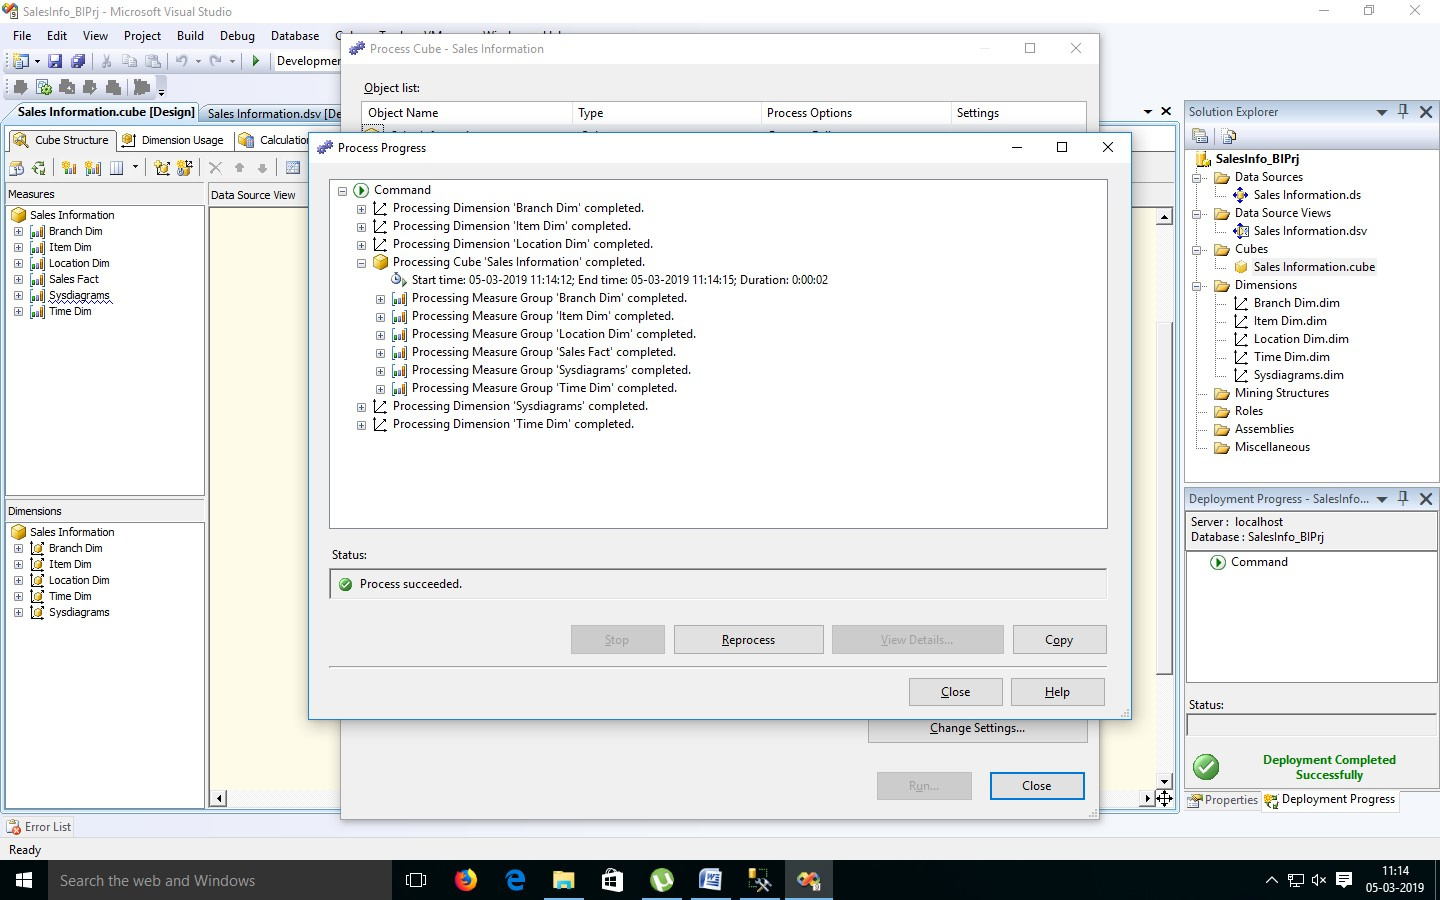 SalesInfo_BIPrj - Microsoft Visual Studio
File Edit View Project Build Debug Database
Developmer
Sales Information.cube [Design] Sales Information.dsv [De
Cube Structure Dimension Usage Calculation
Measures
Sales Information
Branch Dim
Item Dim
Location Dim
Sales Fact
Sysdiagrams
Time Dim
Data Source View
Dimensions
Sales Information
Branch Dim
Item Dim
Location Dim
Time Dim
Sysdiagrams
Process Cube - Sales Information
Object list:
Object Name Type Process Options Settings
Process Progress
Command
Processing Dimension 'Branch Dim' completed.
Processing Dimension 'Item Dim' completed.
Processing Dimension 'Location Dim' completed.
Processing Cube 'Sales Information' completed.
Start time: 05-03-2019 11:14:12; End time: 05-03-2019 11:14:15; Duration: 0:00:02
Processing Measure Group 'Branch Dim' completed.
Processing Measure Group 'Item Dim' completed.
Processing Measure Group 'Location Dim' completed.
Processing Measure Group 'Sales Fact' completed.
Processing Measure Group 'Sysdiagrams' completed.
Processing Measure Group 'Time Dim' completed.
Processing Dimension 'Sysdiagrams' completed.
Processing Dimension 'Time Dim' completed.
Status:
Process succeeded.
Stop Reprocess View Details... Copy
Close Help
Change Settings...
Run... Close
Solution Explorer
SalesInfo_BIPrj
Data Sources
Sales Information.ds
Data Source Views
Sales Information.dsv
Cubes
Sales Information.cube
Dimensions
Branch Dim.dim
Item Dim.dim
Location Dim.dim
Time Dim.dim
Sysdiagrams.dim
Mining Structures
Roles
Assemblies
Miscellaneous
Deployment Progress - SalesInfo...
Server : localhost
Database : SalesInfo_BIPrj
Command
Status:
Deployment Completed
Successfully
Properties Deployment Progress
Error List
Ready
Search the web and Windows
11:14
05-03-2019